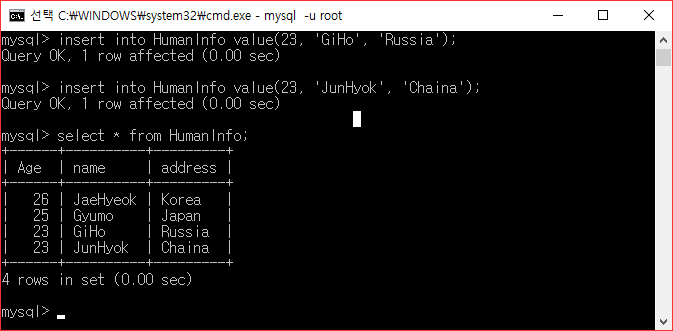 선택 C:₩WINDOWS₩system32₩cmd.exe - mysql  -u root
mysql> insert into HumanInfo value(23, 'GiHo', 'Russia');
Query OK, 1 row affected (0.00 sec)
mysql> insert into HumanInfo value(23, 'JunHyok', 'Chaina');
Query OK, 1 row affected (0.00 sec)
mysql> select * from HumanInfo;
+------+----------+---------+
| Age  | name     | address |
+------+----------+---------+
|   26 | JaeHyeok | Korea   |
|   25 | Gyumo    | Japan   |
|   23 | GiHo     | Russia  |
|   23 | JunHyok  | Chaina  |
+------+----------+---------+
4 rows in set (0.00 sec)
mysql>